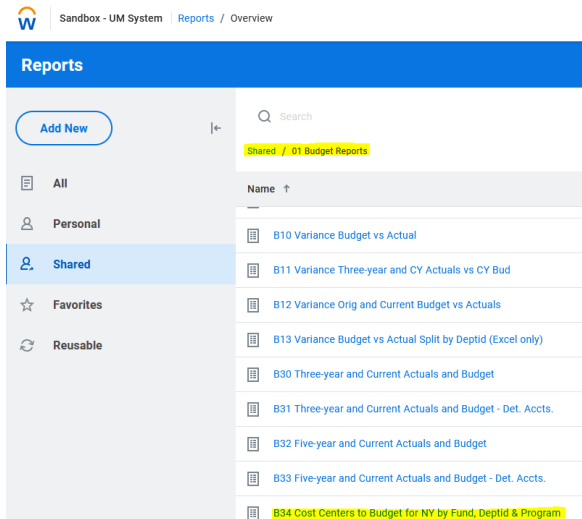 Sandbox - UM System Reports / Overview
Reports
Add New
Search
Shared / 01 Budget Reports
All
Name ↑
Personal
B10 Variance Budget vs Actual
Shared
B11 Variance Three-year and CY Actuals vs CY Bud
Favorites
B12 Variance Orig and Current Budget vs Actuals
Reusable
B13 Variance Budget vs Actual Split by Deptid (Excel only)
B30 Three-year and Current Actuals and Budget
B31 Three-year and Current Actuals and Budget - Det. Accts.
B32 Five-year and Current Actuals and Budget
B33 Five-year and Current Actuals and Budget - Det. Accts.
B34 Cost Centers to Budget for NY by Fund, Deptid & Program